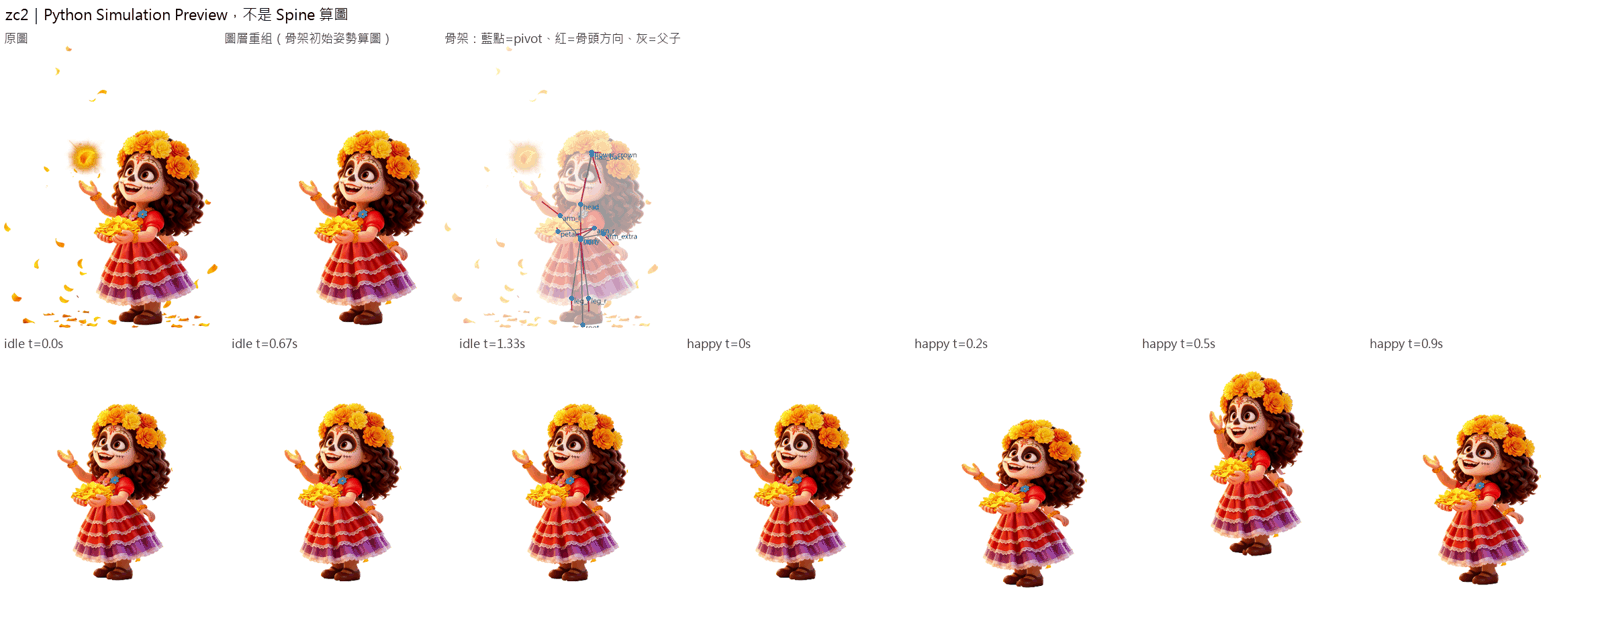 zc2 | Python Simulation Preview，不是 Spine 算圖
原圖
圖層重組（骨架初始姿勢算圖）
骨架：藍點=pivot、紅=骨頭方向、灰=父子
head
arm_extra
leg_r
root
idle t=0.0s
idle t=0.67s
idle t=1.33s
happy t=0s
happy t=0.2s
happy t=0.5s
happy t=0.9s